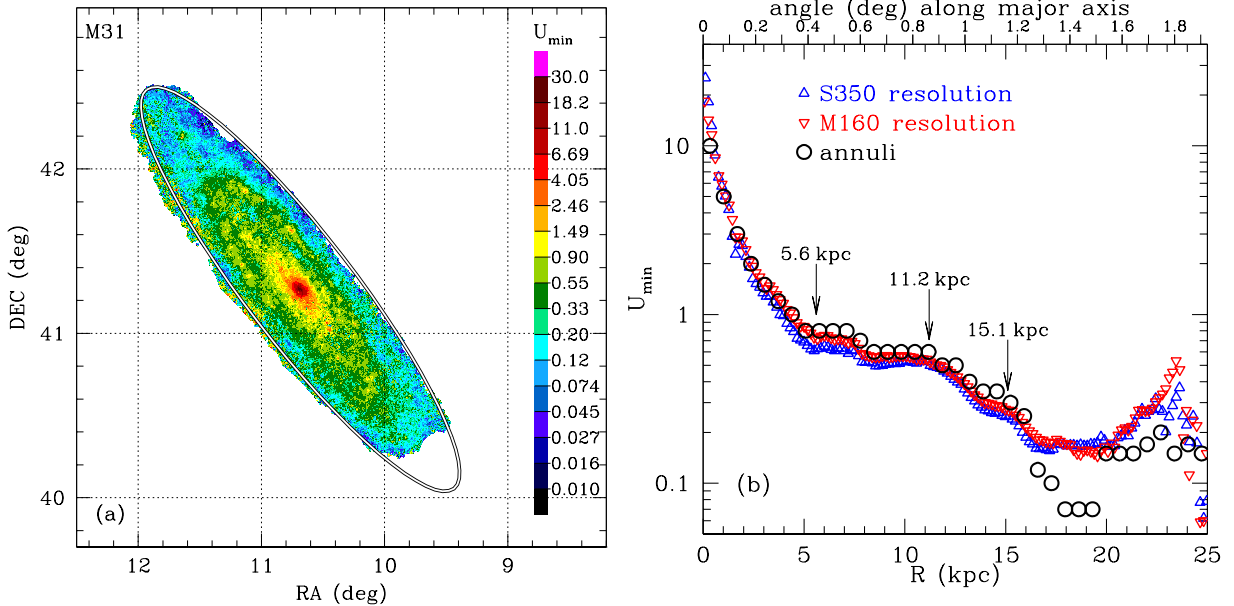 M31
U_min
30.0
18.2
11.0
6.69
4.05
2.46
1.49
0.90
0.55
0.33
0.20
0.12
0.074
0.045
0.027
0.016
0.010
42
41
40
DEC (deg)
(a)
12 11 10 9
RA (deg)
angle (deg) along major axis
0 0.2 0.4 0.6 0.8 1 1.2 1.4 1.6 1.8
S350 resolution
M160 resolution
annuli
10
1
0.1
U_min
5.6 kpc
11.2 kpc
15.1 kpc
(b)
0 5 10 15 20 25
R (kpc)